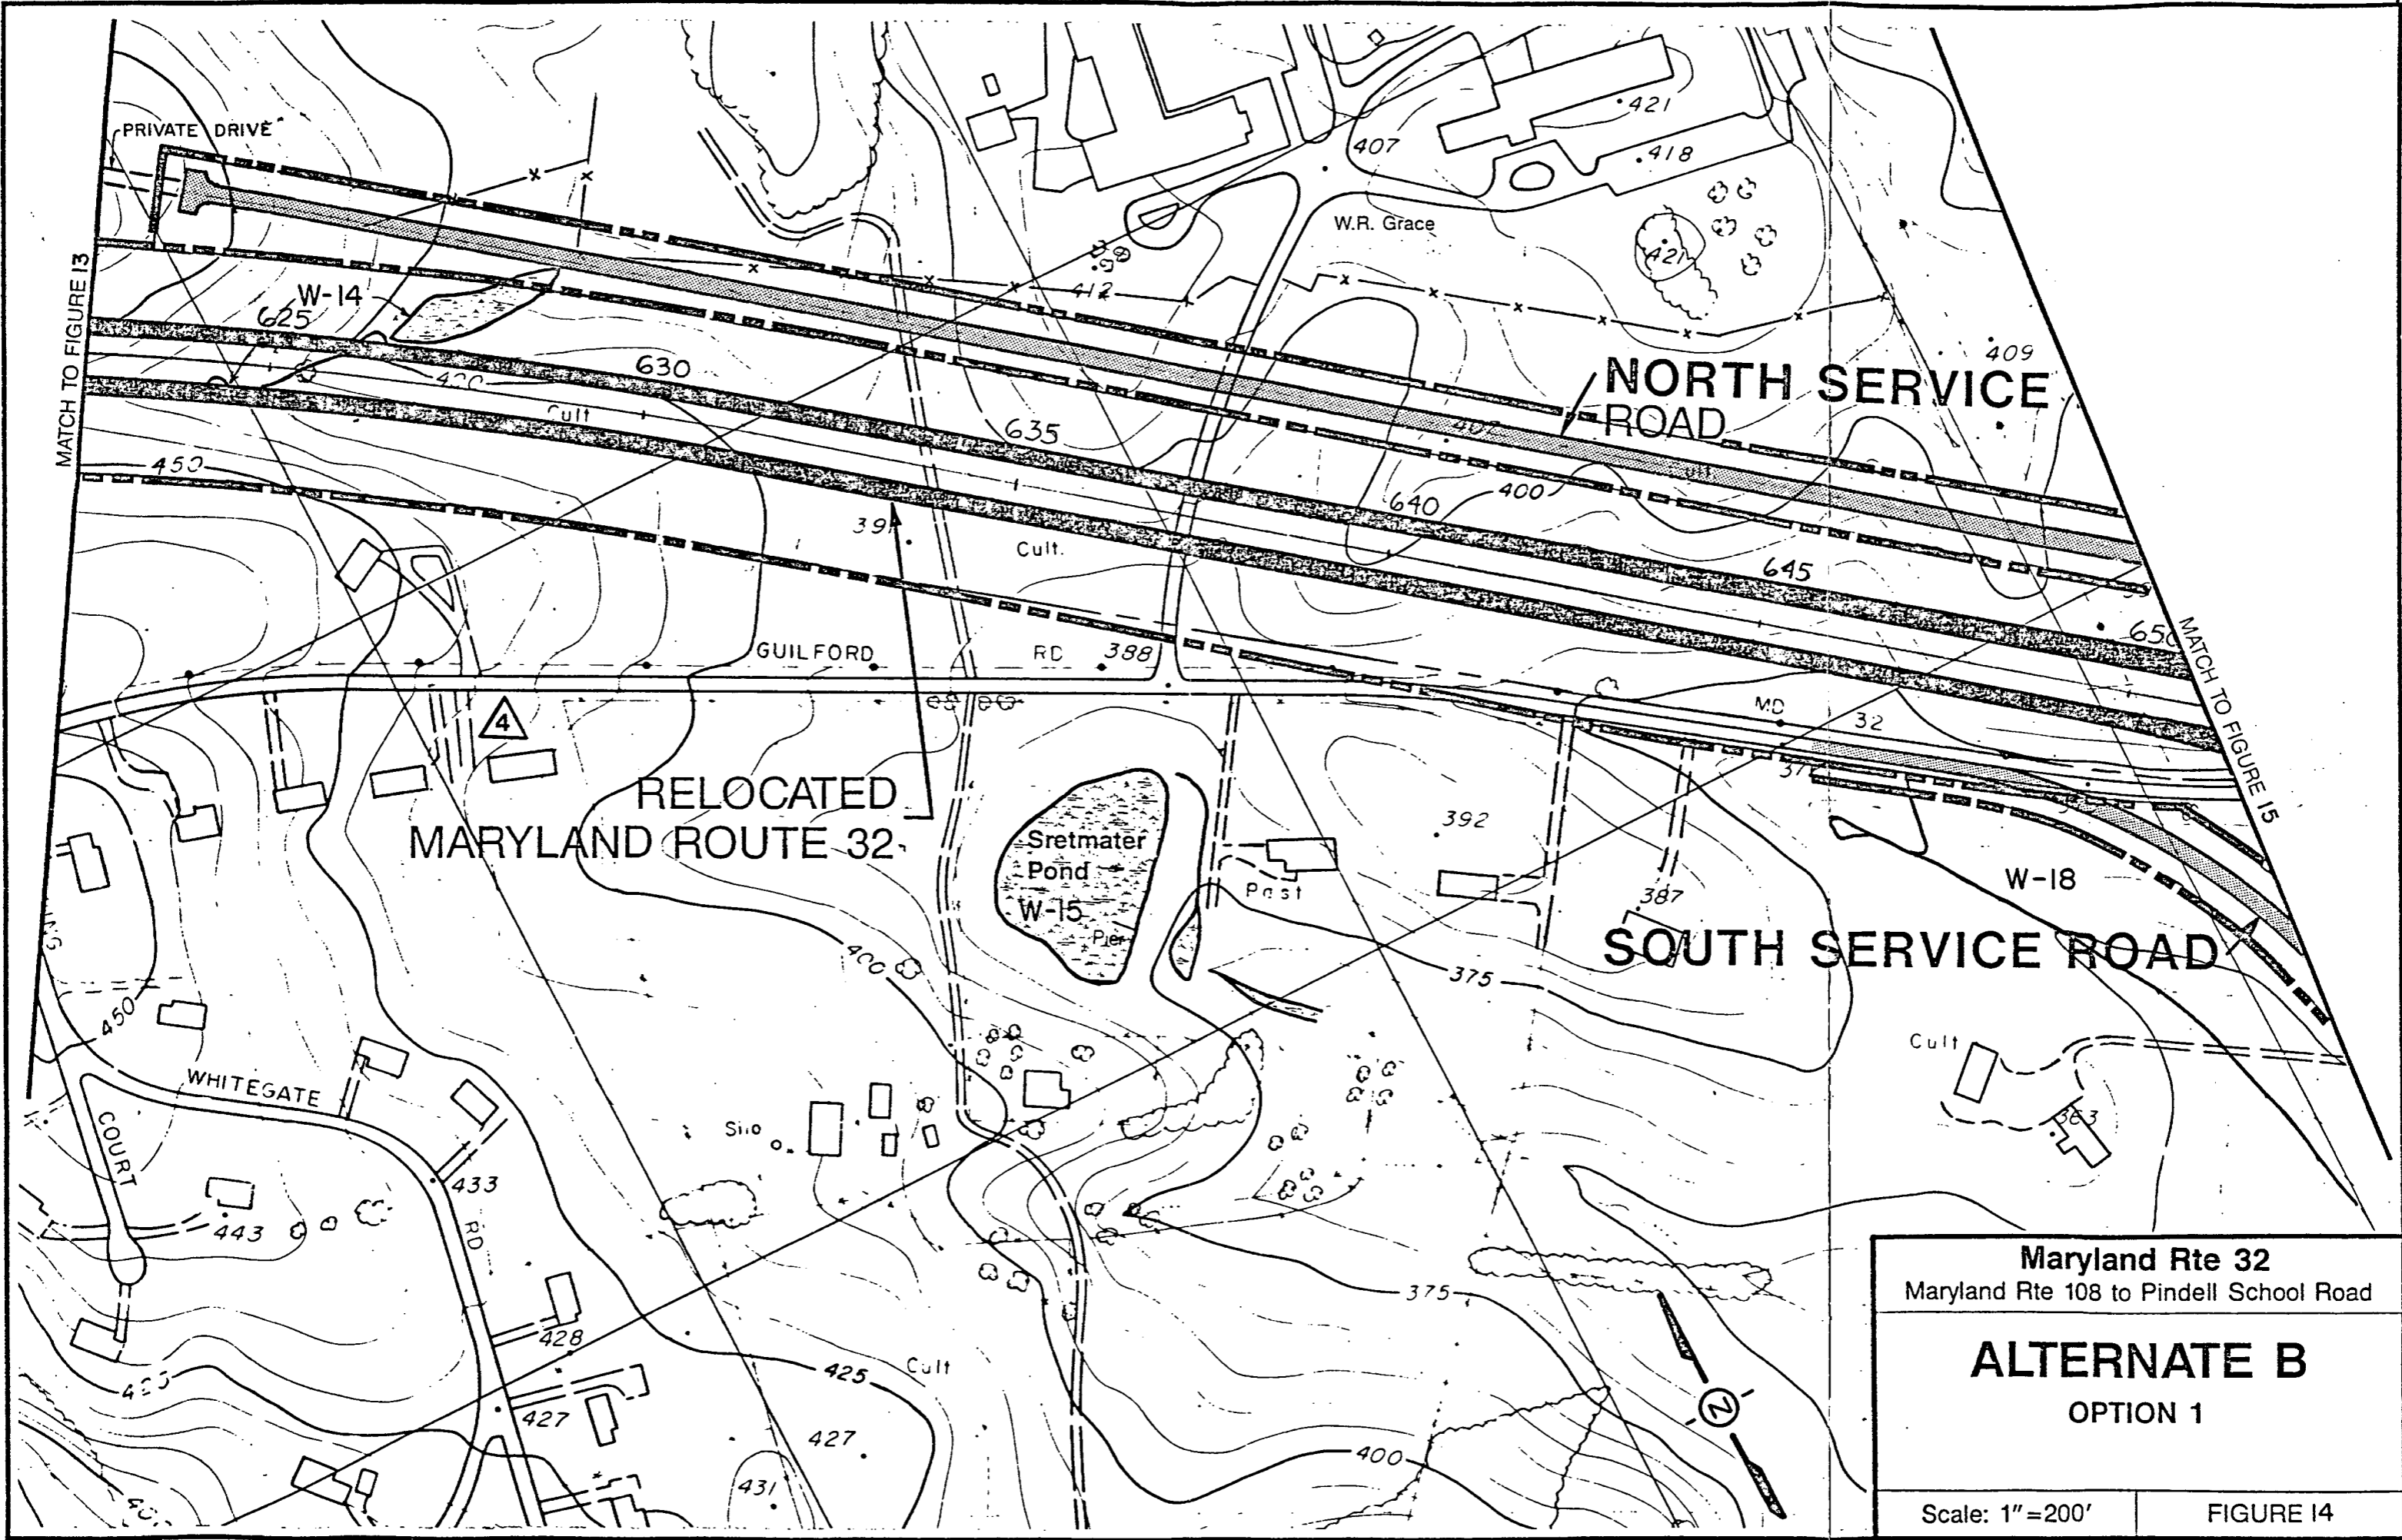 421
407
418
PRIVATE DRIVE
W.R. Grace
421
MATCH TO FIGURE 13
W-14
412
625
409
630
NORTH SERVICE
ROAD
Cult
635
450
400
640
391
Cult.
645
650
MATCH TO FIGURE 15
GUILFORD RD 388
MD 32
4
RELOCATED
MARYLAND ROUTE 32
Sretmater
Pond
W-15
Pier
392
Past
387
W-18
SOUTH SERVICE ROAD
400
375
450
Cult
WHITEGATE
COURT
Silo
363
433
RD
443
375
428
425
Cult
427
427
431
400
Maryland Rte 32
Maryland Rte 108 to Pindell School Road
ALTERNATE B
OPTION 1
Scale: 1"=200'
FIGURE 14